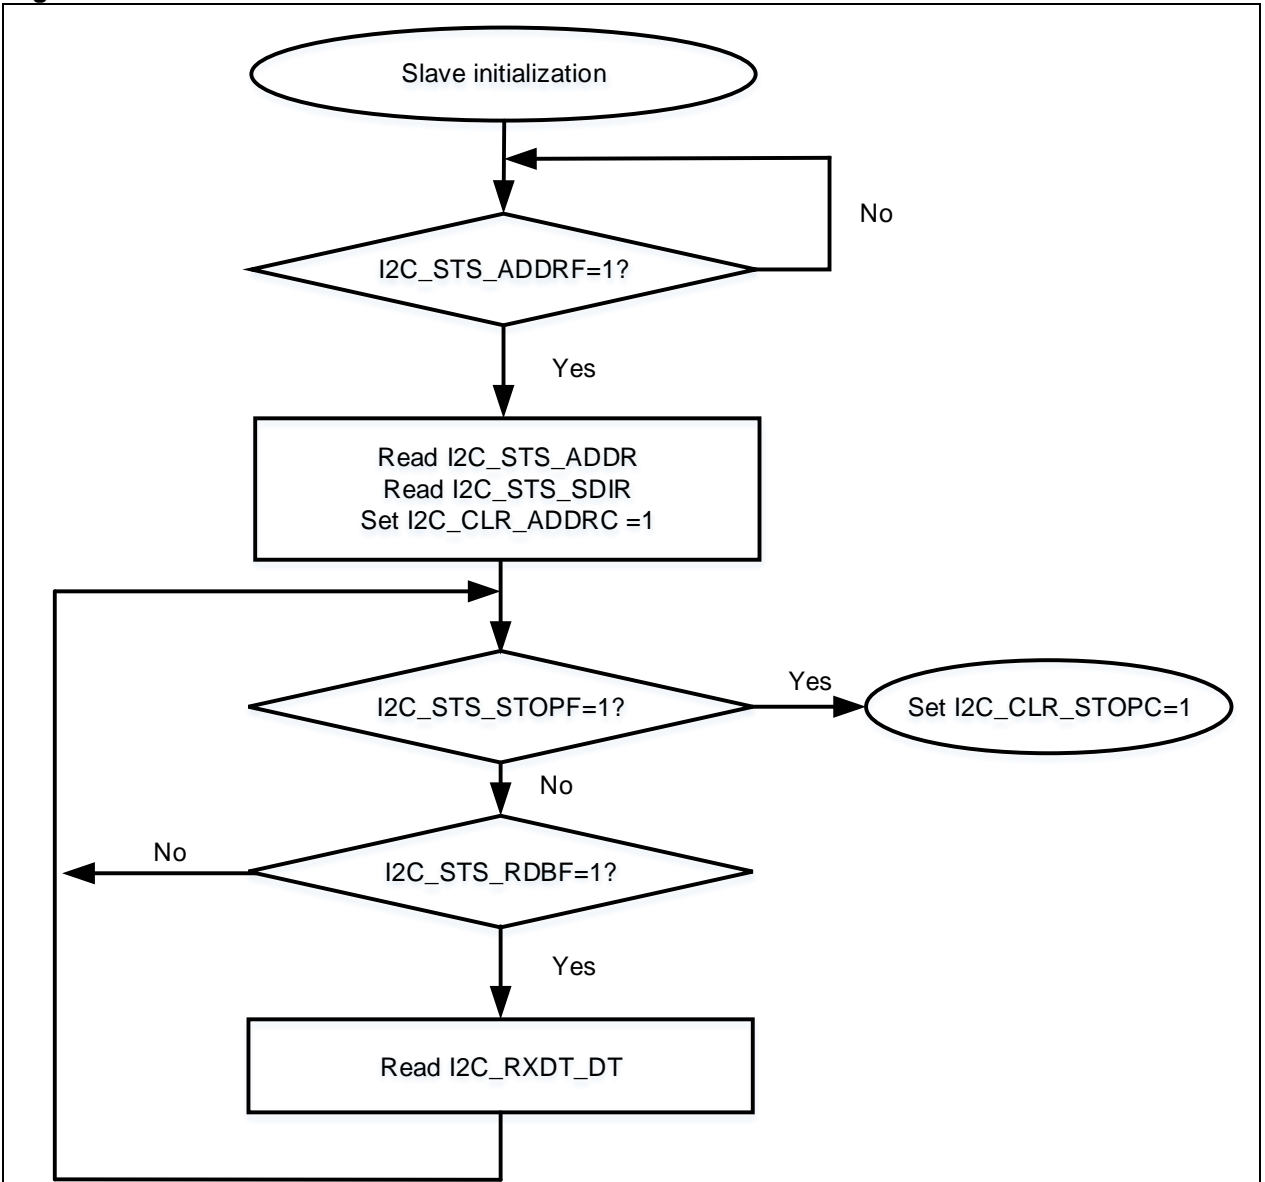 Slave initialization
No
I2C_STS_ADDRF=1?
Yes
Read I2C_STS_ADDR
Read I2C_STS_SDIR
Set I2C_CLR_ADDRC =1
I2C_STS_STOPF=1?
Yes
Set I2C_CLR_STOPC=1
No
No
I2C_STS_RDBF=1?
Yes
Read I2C_RXDT_DT